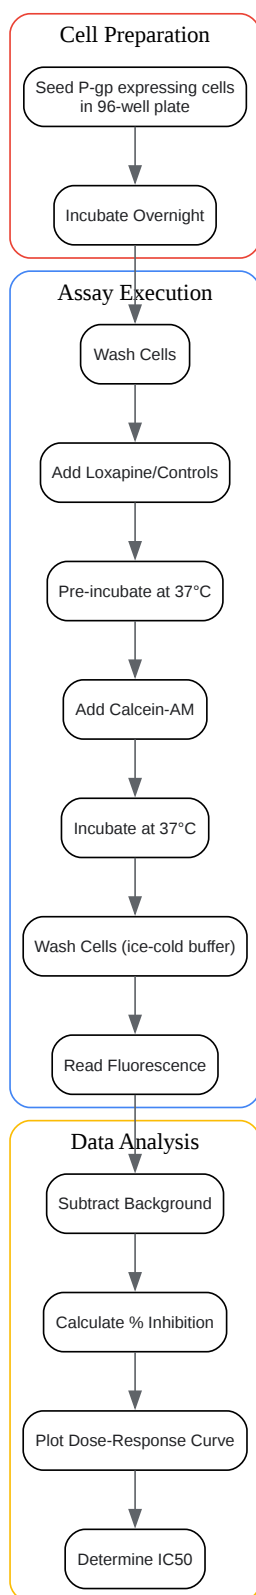 Cell Preparation
Seed P-gp expressing cells
in 96-well plate
Incubate Overnight
Assay Execution
Wash Cells
Add Loxapine/Controls
Pre-incubate at 37°C
Add Calcein-AM
Incubate at 37°C
Wash Cells (ice-cold buffer)
Read Fluorescence
Data Analysis
Subtract Background
Calculate % Inhibition
Plot Dose-Response Curve
Determine IC50